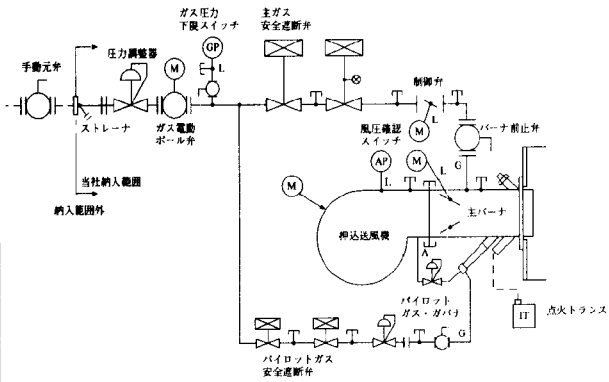 ガス圧力
下限スイッチ
主ガス
安全遮断弁
GP
L
手動元弁
圧力調整器
M
制御弁
L
M
ストレーナ
ガス電動
ボール弁
風圧確認
スイッチ
バーナ前止弁
当社納入範囲
納入範囲外
AP
L
M
L
G
M
押込送風機
主バーナ
A
パイロット
ガス・ガバナ
IT
点火トランス
G
パイロットガス
安全遮断弁